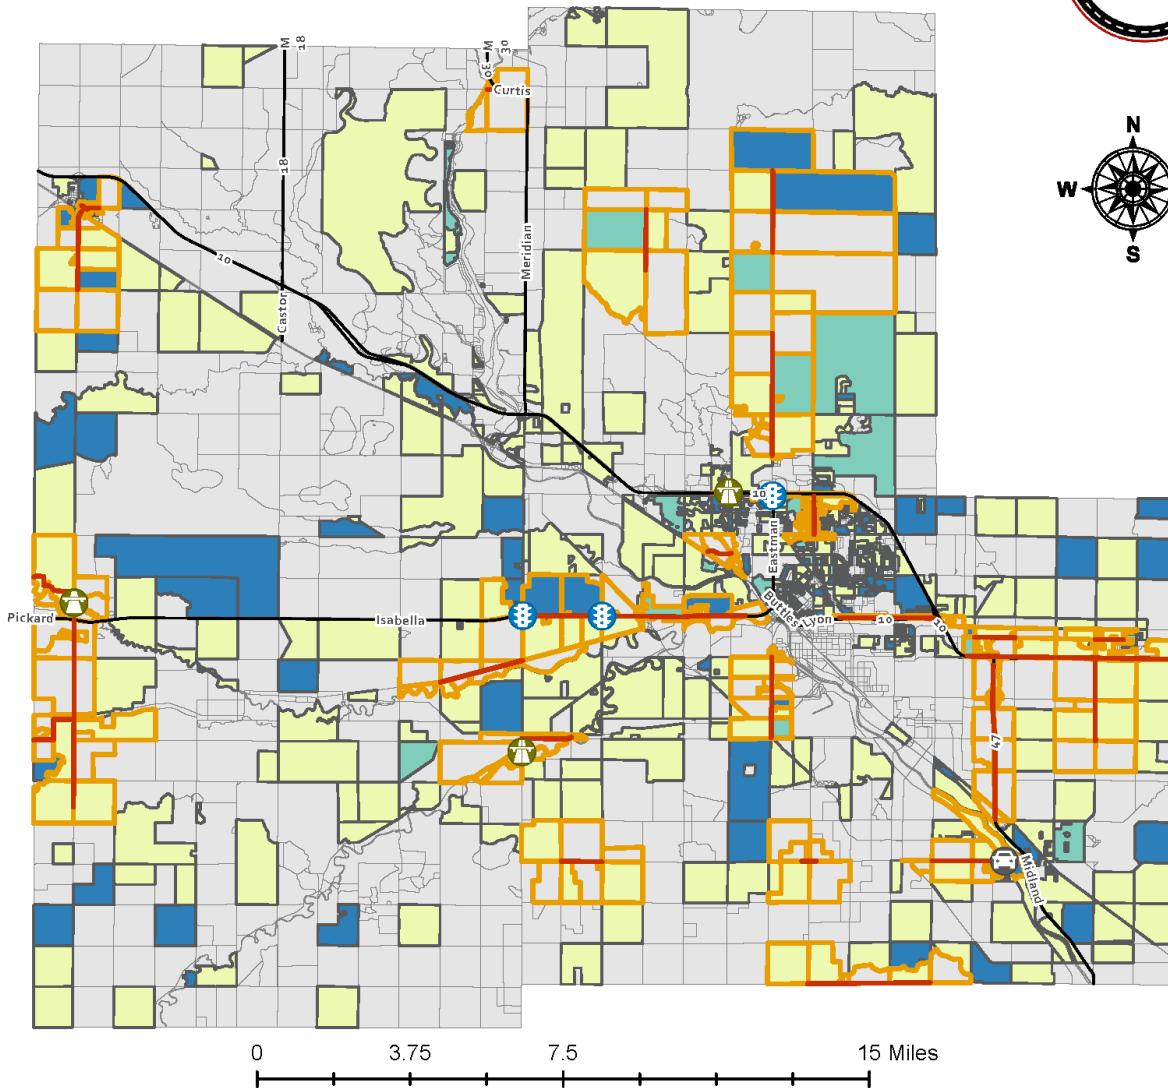 M 18
M 30
30
Curtis
N
18
W
E
S
10
Meridian
Castor
10
Eastman
Pickard
Isabella
Buttles
Lyon
10
10
47
Midland
0 3.75 7.5 15 Miles